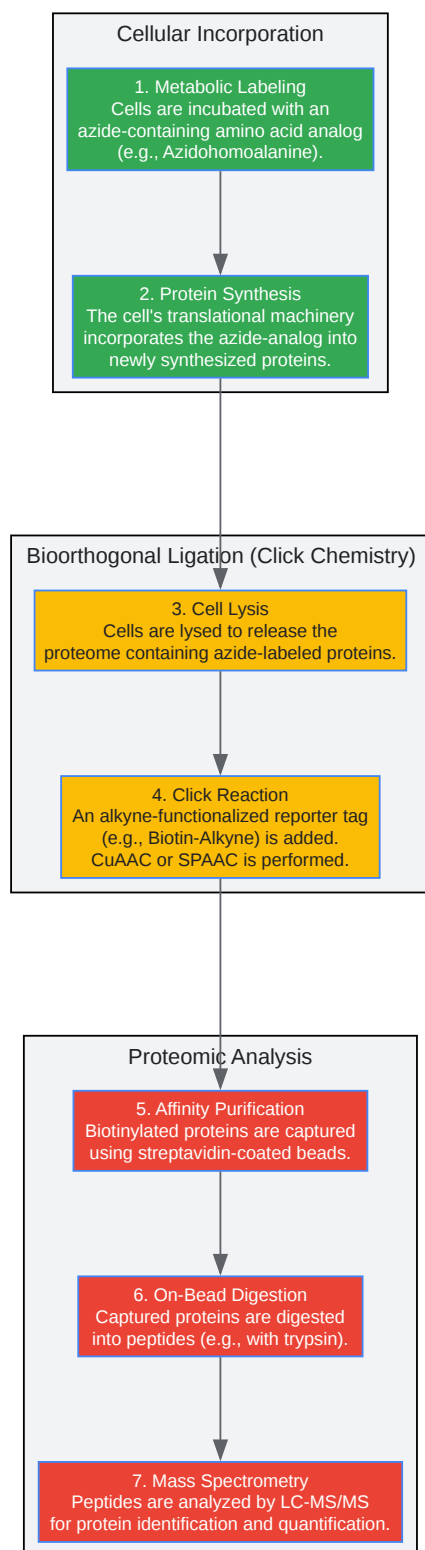 Cellular Incorporation
1. Metabolic Labeling
Cells are incubated with an
azide-containing amino acid analog
(e.g., Azidohomoalanine).
2. Protein Synthesis
The cell's translational machinery
incorporates the azide-analog into
newly synthesized proteins.
Bioorthogonal Ligation (Click Chemistry)
3. Cell Lysis
Cells are lysed to release the
proteome containing azide-labeled proteins.
4. Click Reaction
An alkyne-functionalized reporter tag
(e.g., Biotin-Alkyne) is added.
CuAAC or SPAAC is performed.
Proteomic Analysis
5. Affinity Purification
Biotinylated proteins are captured
using streptavidin-coated beads.
6. On-Bead Digestion
Captured proteins are digested
into peptides (e.g., with trypsin).
7. Mass Spectrometry
Peptides are analyzed by LC-MS/MS
for protein identification and quantification.